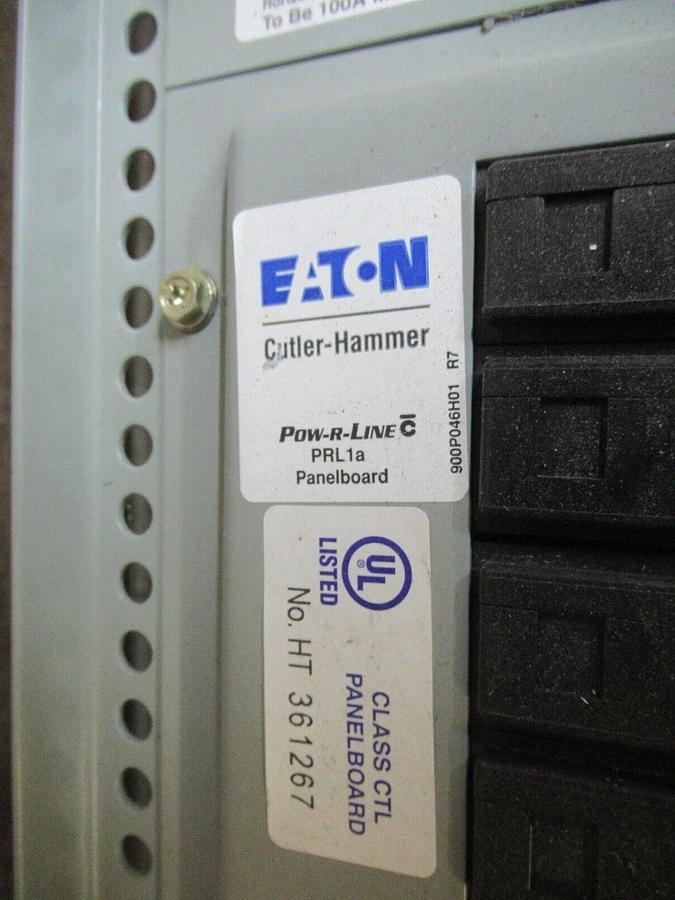 To Be 100A
EATON
Cutler-Hammer
POW-R-LINE C
PRL1a
Panelboard
900P046H01 R7
UL
®
LISTED
No. HT 361267
CLASS CTL
PANELBOARD